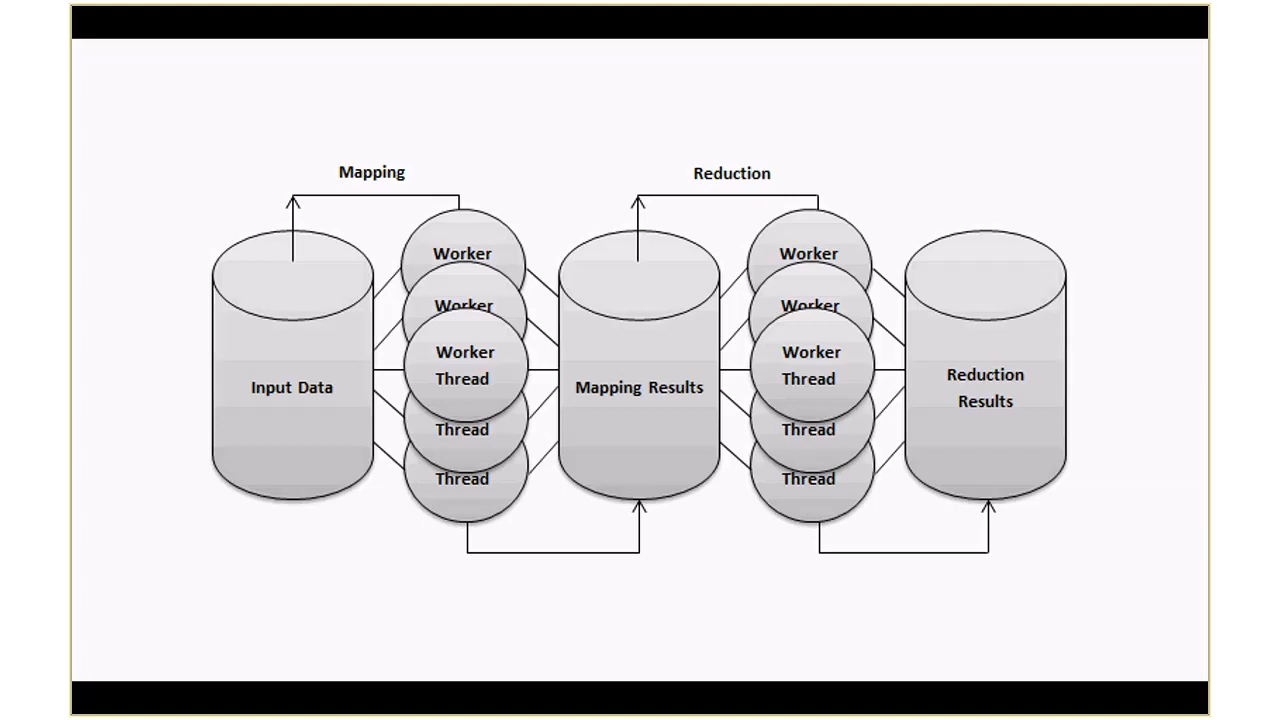 Mapping
Reduction
Worker
Worker
Worker
Thread
Thread
Thread
Worker
Worker
Worker
Thread
Thread
Thread
Input Data
Mapping Results
Reduction
Results